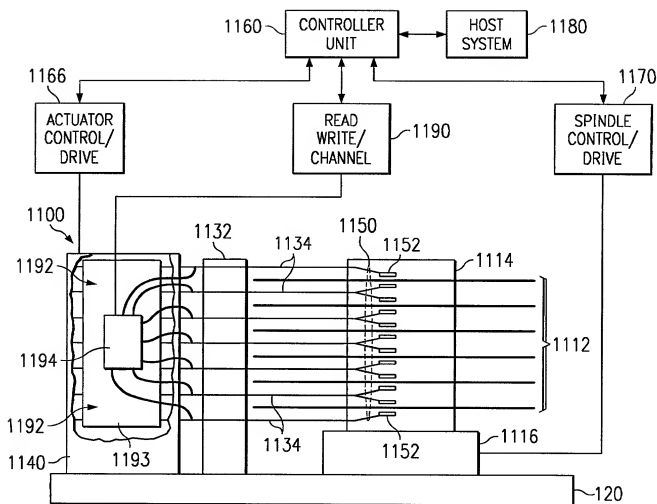 1160
CONTROLLER
UNIT
HOST
SYSTEM
1180
1166
ACTUATOR
CONTROL/
DRIVE
READ
WRITE/
CHANNEL
1190
1170
SPINDLE
CONTROL/
DRIVE
1100
1132
1134
1150
1152
1114
1192
1194
1112
1192
1193
1140
1134
1152
1116
120